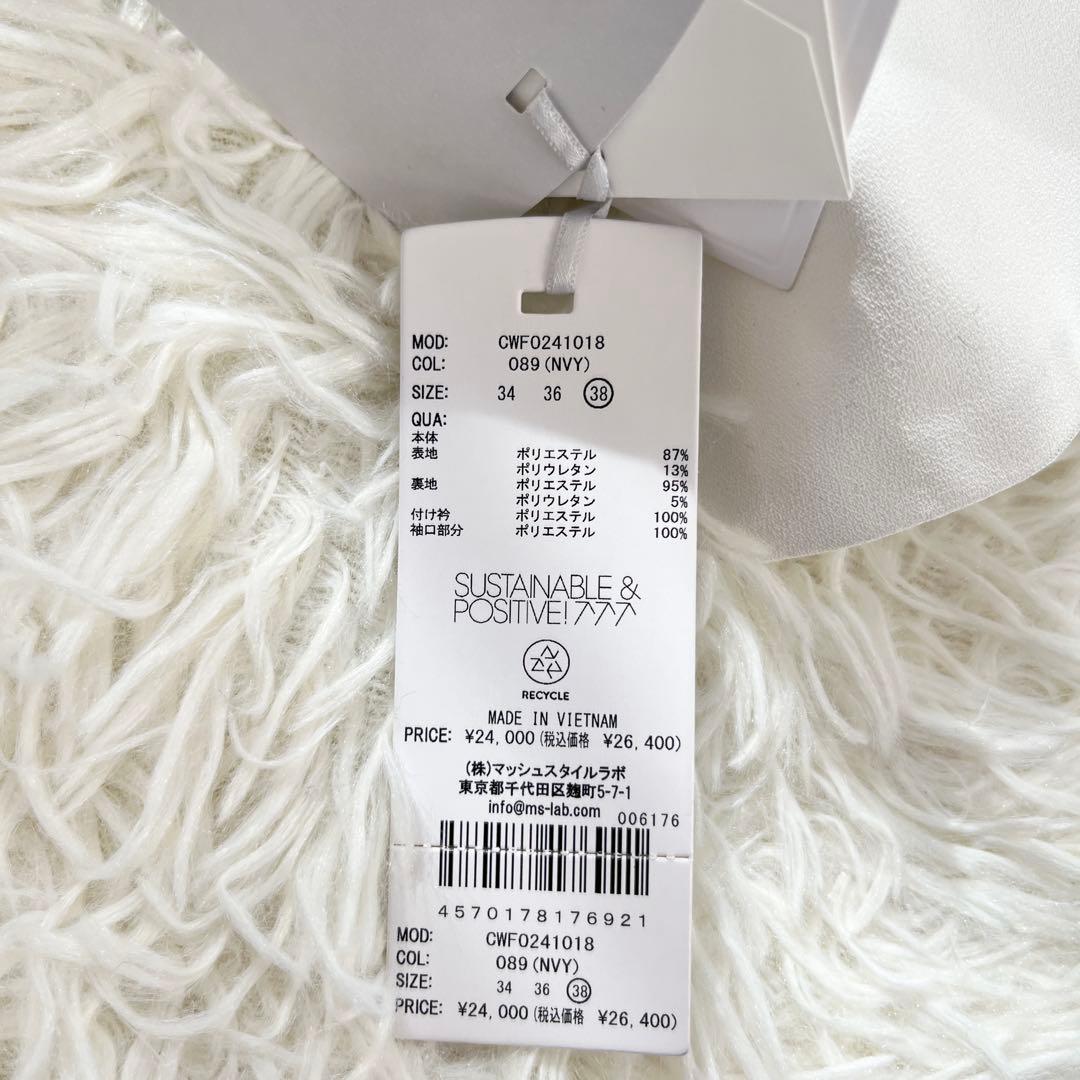 MOD: CWFO241018
COL: 089(NVY)
SIZE: 34 36 38
QUA:
本体
表地 ポリエステル 87%
ポリウレタン 13%
裏地 ポリエステル 95%
ポリウレタン 5%
付け衿 ポリエステル 100%
袖口部分 ポリエステル 100%
SUSTAINABLE &
POSITIVE!
RECYCLE
MADE IN VIETNAM
PRICE: ¥24,000(税込価格 ¥26,400)
(株)マッシュスタイルラボ
東京都千代田区麹町5-7-1
info@ms-lab.com 006176
4570178176921
MOD: CWFO241018
COL: 089(NVY)
SIZE: 34 36 38
PRICE: ¥24,000(税込価格 ¥26,400)